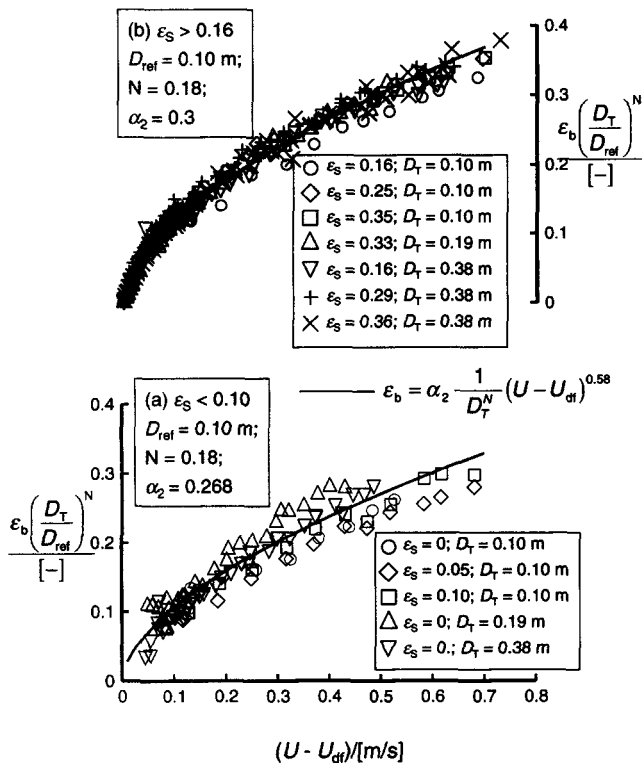 (b) εS > 0.16
Dref = 0.10 m;
N = 0.18;
α2 = 0.3
0.4
0.3
0.2
0.1
0
εb (DT/Dref)^N
[–]
εS = 0.16; DT = 0.10 m
εS = 0.25; DT = 0.10 m
εS = 0.35; DT = 0.10 m
εS = 0.33; DT = 0.19 m
εS = 0.16; DT = 0.38 m
εS = 0.29; DT = 0.38 m
εS = 0.36; DT = 0.38 m
εb = α2 1/DT^N (U – Udf)^0.58
(a) εS < 0.10
Dref = 0.10 m;
N = 0.18;
α2 = 0.268
0.4
0.3
0.2
0.1
0
εb (DT/Dref)^N
[–]
εS = 0; DT = 0.10 m
εS = 0.05; DT = 0.10 m
εS = 0.10; DT = 0.10 m
εS = 0; DT = 0.19 m
εS = 0.; DT = 0.38 m
0 0.1 0.2 0.3 0.4 0.5 0.6 0.7 0.8
(U – Udf)/[m/s]